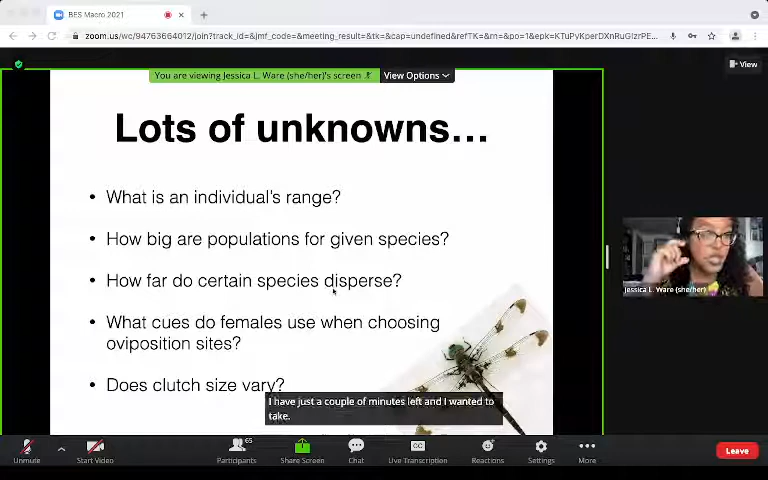 BES Macro 2021
zoom.us/wc/94763664012/join?track_id=&jmf_code=&meeting_result=&tk=&cap=undefined&refTK=&rn=&po=1&epk=KTuPyKperDXnRuGlzrPE...
You are viewing Jessica L. Ware (she/her)'s screen
View Options
View
Lots of unknowns...
• What is an individual's range?
• How big are populations for given species?
• How far do certain species disperse?
• What cues do females use when choosing
oviposition sites?
• Does clutch size vary?
Jessica L. Ware (she/her)
I have just a couple of minutes left and I wanted to
take.
65
Unmute
Start Video
Participants
Share Screen
Chat
CC
Live Transcription
Reactions
Settings
More
Leave